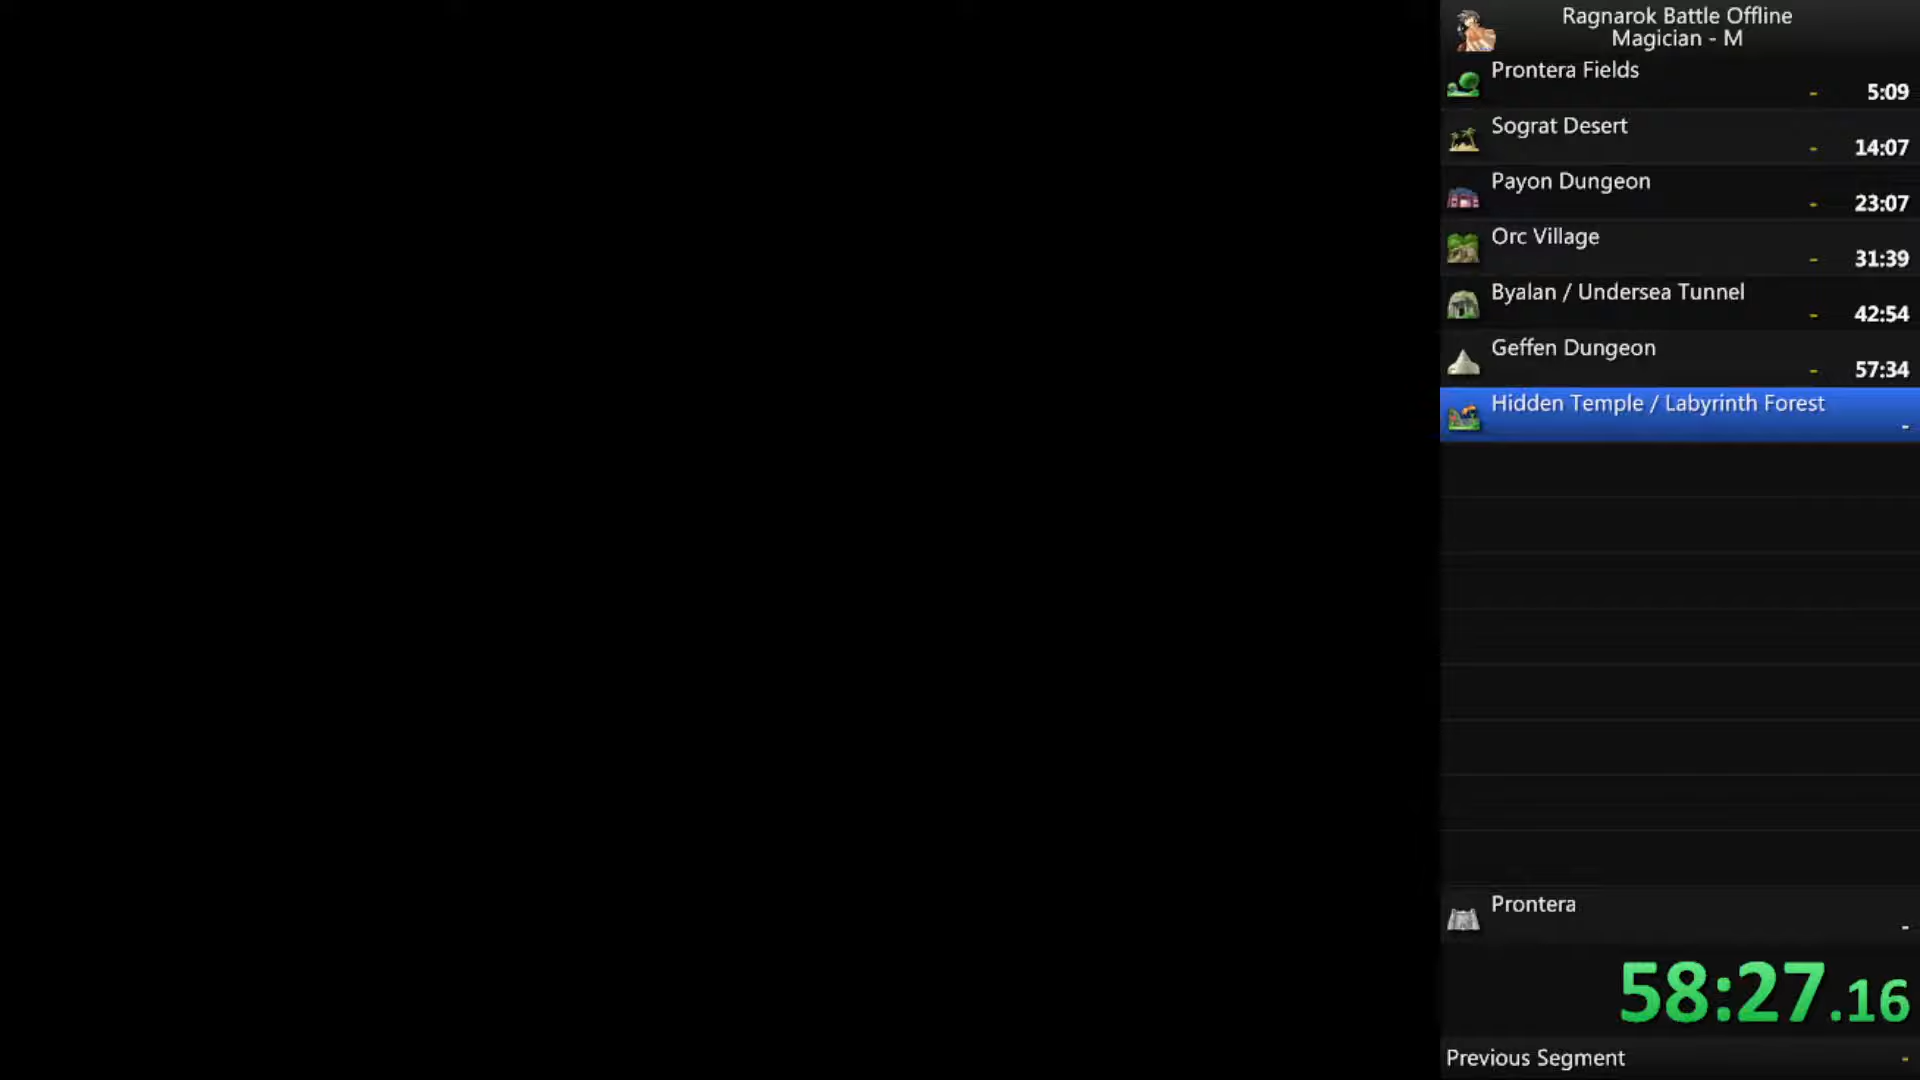 Ragnarok Battle Offline
Magician - M
Prontera Fields
- 5:09
Sograt Desert
- 14:07
Payon Dungeon
- 23:07
Orc Village
- 31:39
Byalan / Undersea Tunnel
- 42:54
Geffen Dungeon
- 57:34
Hidden Temple / Labyrinth Forest
-
Prontera
-
58:27.16
Previous Segment -